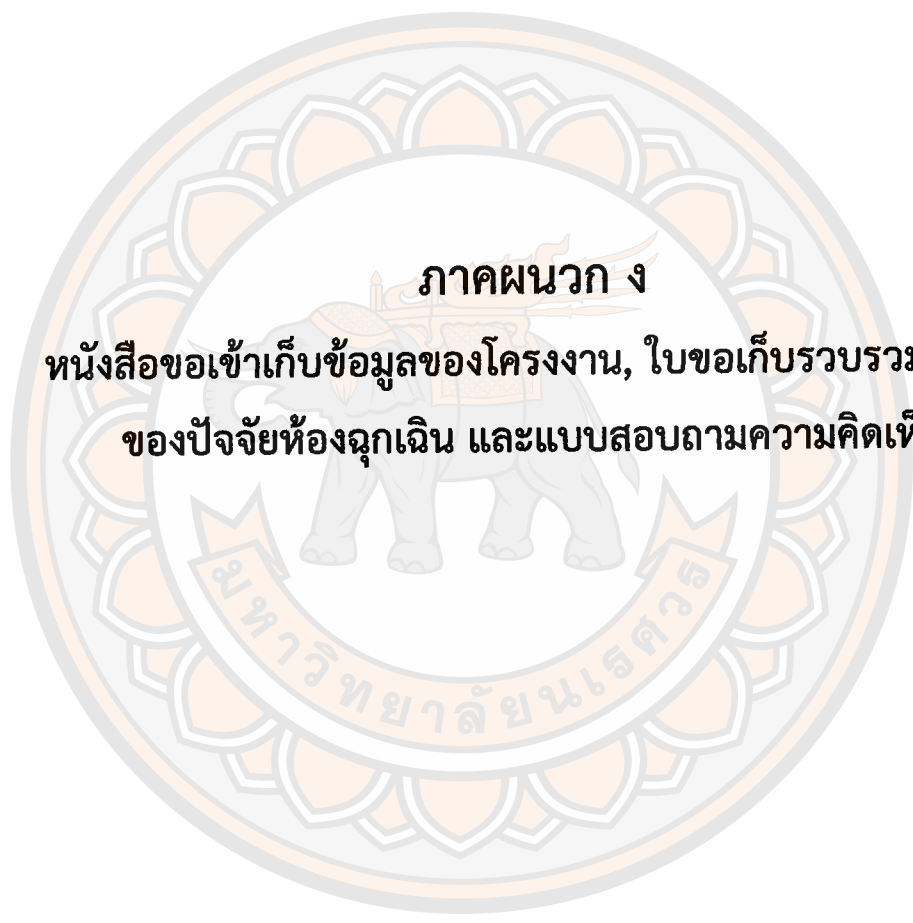 ภาคผนวก ง
หนังสือขอเข้าเก็บข้อมูลของโครงงาน, ใบขอเก็บรวบรวม
ของปัจจัยห้องฉุกเฉิน และแบบสอบถามความคิดเห็
มหาวิทยาลัยนเรศวร